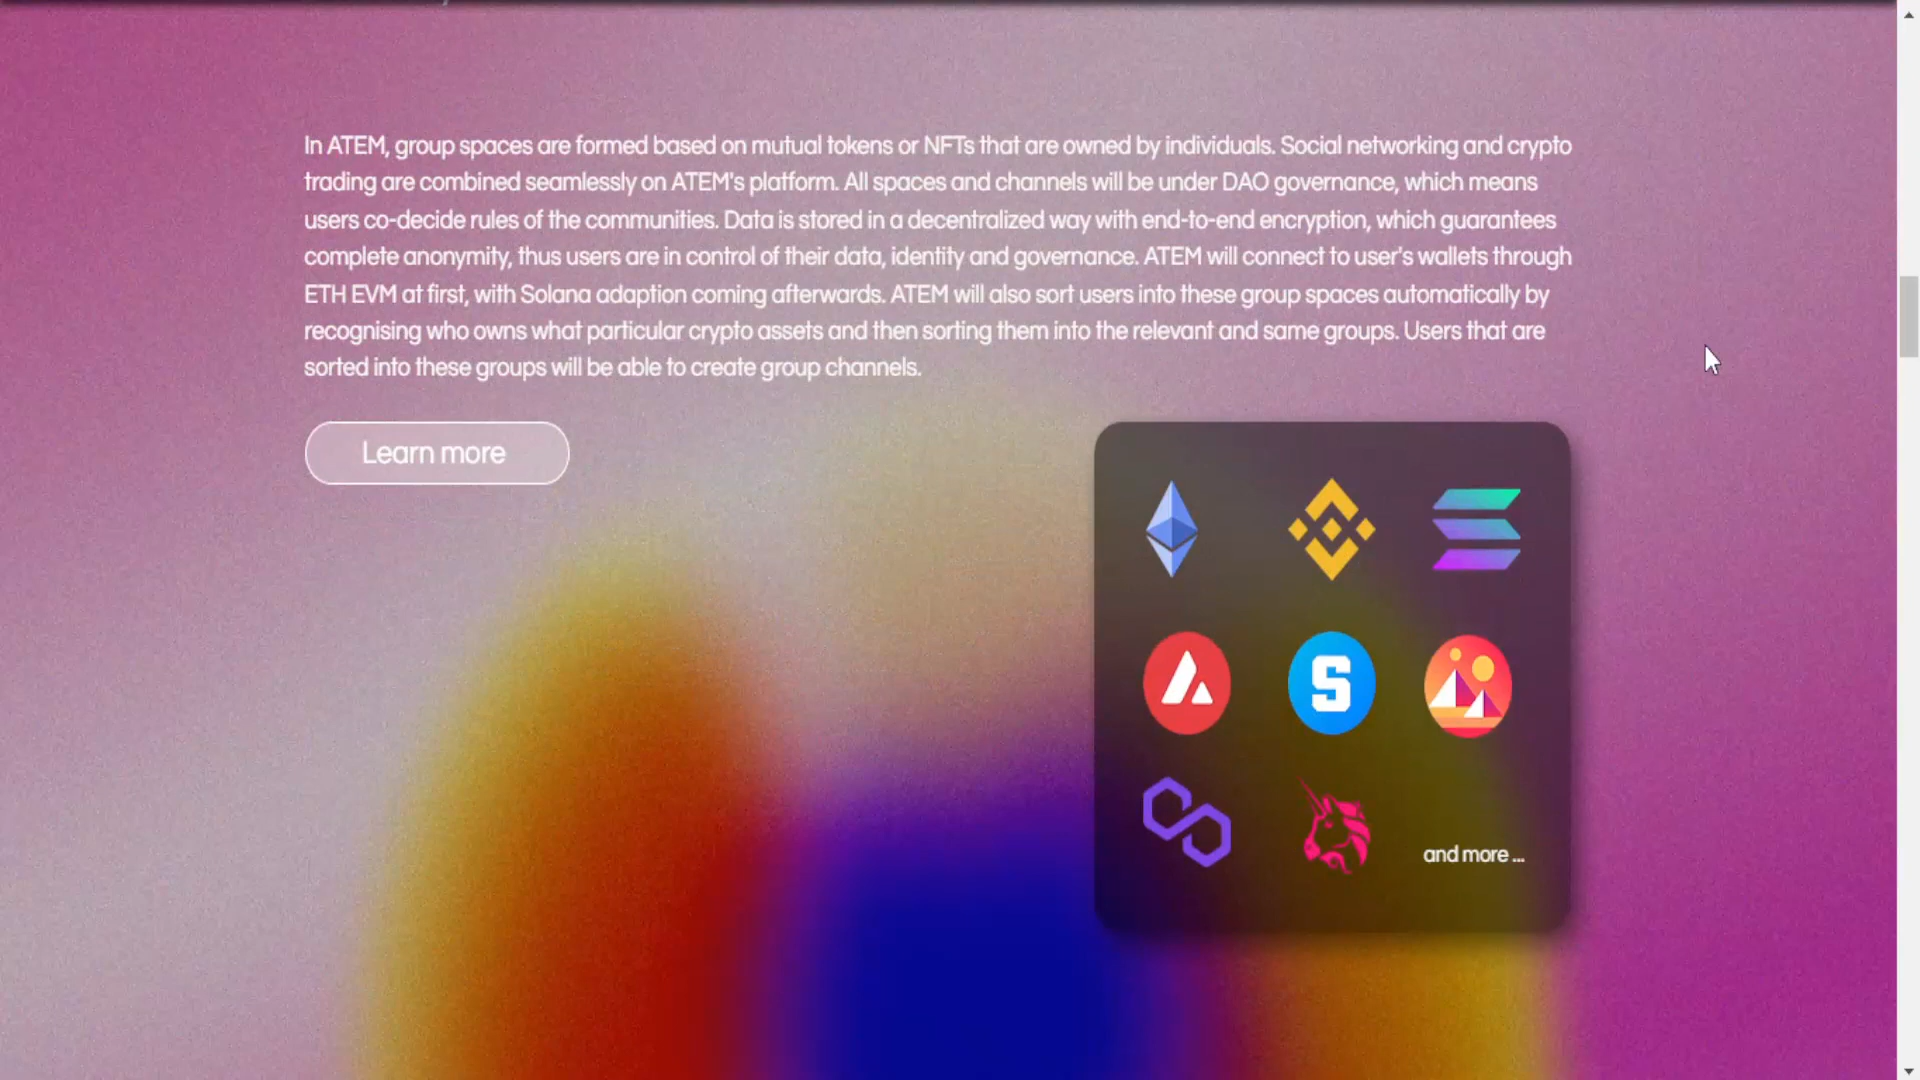 In ATEM, group spaces are formed based on mutual tokens or NFTs that are owned by individuals. Social networking and crypto
trading are combined seamlessly on ATEM's platform. All spaces and channels will be under DAO governance, which means
users co-decide rules of the communities. Data is stored in a decentralized way with end-to-end encryption, which guarantees
complete anonymity, thus users are in control of their data, identity and governance. ATEM will connect to user's wallets through
ETH EVM at first, with Solana adaption coming afterwards. ATEM will also sort users into these group spaces automatically by
recognising who owns what particular crypto assets and then sorting them into the relevant and same groups. Users that are
sorted into these groups will be able to create group channels.
Learn more
S
and more ...